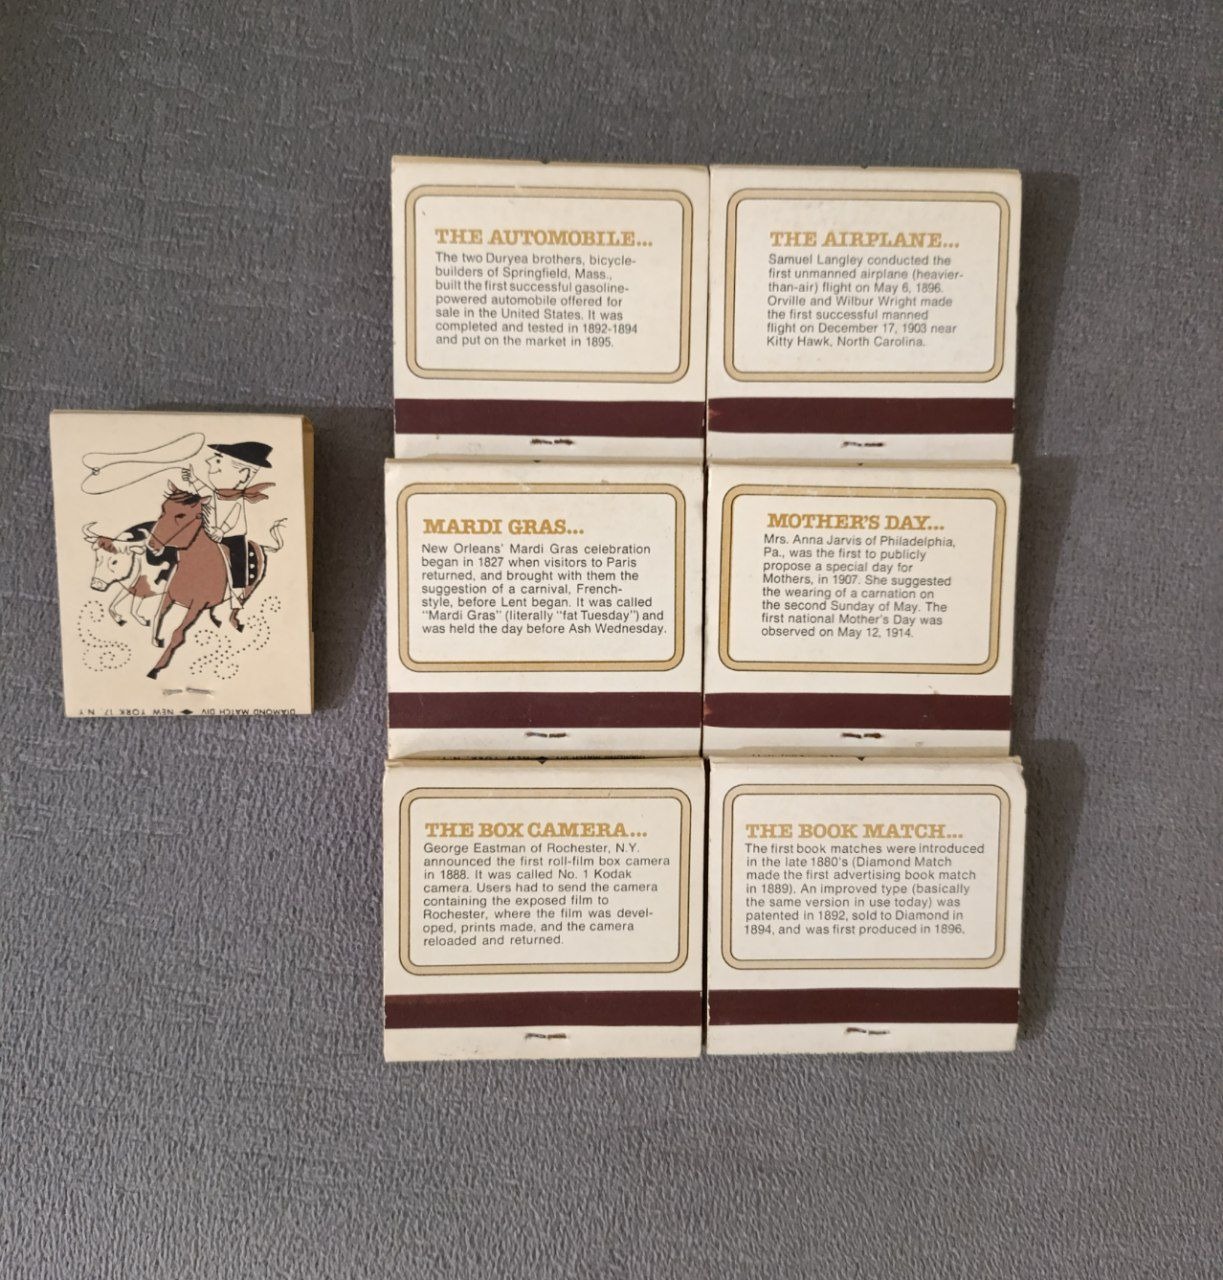 THE AUTOMOBILE...
The two Duryea brothers, bicycle-
builders of Springfield, Mass.,
built the first successful gasoline-
powered automobile offered for
sale in the United States. It was
completed and tested in 1892-1894
and put on the market in 1895.
THE AIRPLANE...
Samuel Langley conducted the
first unmanned airplane (heavier-
than-air) flight on May 6, 1896.
Orville and Wilbur Wright made
the first successful manned
flight on December 17, 1903 near
Kitty Hawk, North Carolina.
DIAMOND MATCH DIV. NEW YORK 17, N.Y.
MARDI GRAS...
New Orleans' Mardi Gras celebration
began in 1827 when visitors to Paris
returned, and brought with them the
suggestion of a carnival, French-
style, before Lent began. It was called
"Mardi Gras" (literally "fat Tuesday") and
was held the day before Ash Wednesday.
MOTHER'S DAY...
Mrs. Anna Jarvis of Philadelphia,
Pa., was the first to publicly
propose a special day for
Mothers, in 1907. She suggested
the wearing of a carnation on
the second Sunday of May. The
first national Mother's Day was
observed on May 12, 1914.
THE BOX CAMERA...
George Eastman of Rochester, N.Y.
announced the first roll-film box camera
in 1888. It was called No. 1 Kodak
camera. Users had to send the camera
containing the exposed film to
Rochester, where the film was devel-
oped, prints made, and the camera
reloaded and returned.
THE BOOK MATCH...
The first book matches were introduced
in the late 1880's (Diamond Match
made the first advertising book match
in 1889). An improved type (basically
the same version in use today) was
patented in 1892, sold to Diamond in
1894, and was first produced in 1896.